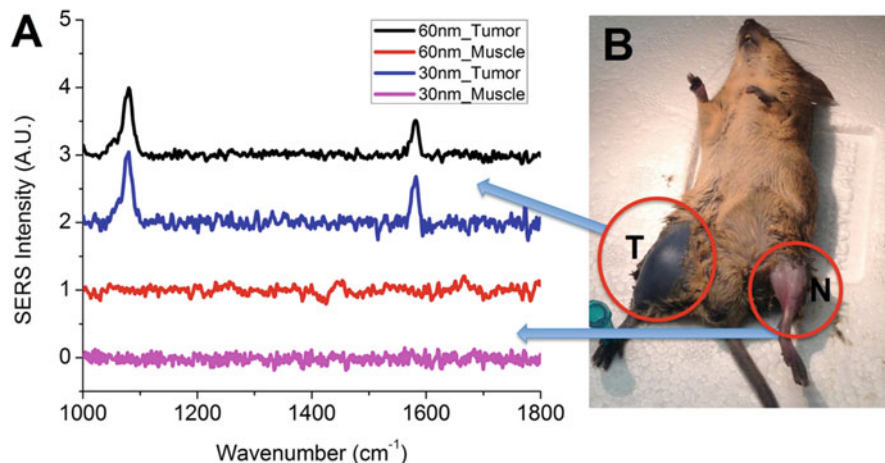 A
60nm_Tumor
60nm_Muscle
30nm_Tumor
30nm_Muscle
SERS Intensity (A.U.)
5
4
3
2
1
0
1000 1200 1400 1600 1800
Wavenumber (cm⁻¹)
B
T
N